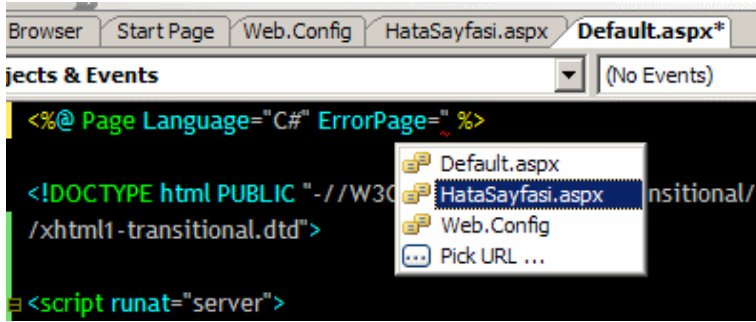 Browser Start Page Web.Config HataSayfasi.aspx Default.aspx*
jects & Events (No Events)
<%@ Page Language="C#" ErrorPage=" %>
Default.aspx
<!DOCTYPE html PUBLIC "-//W3C HataSayfasi.aspx nsitional/
Web.Config
/xhtml1-transitional.dtd">
Pick URL ...
<script runat="server">